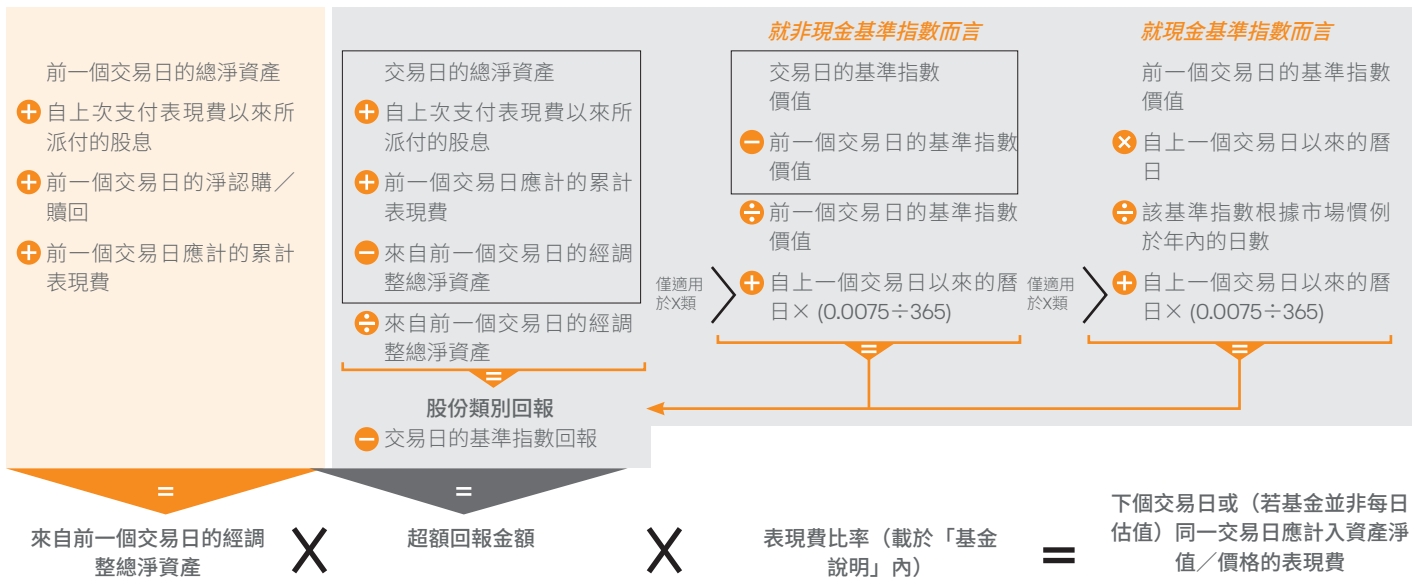 前一個交易日的總淨資產
+ 自上次支付表現費以來所
派付的股息
+ 前一個交易日的淨認購／
贖回
+ 前一個交易日應計的累計
表現費
=
來自前一個交易日的經調
整總淨資產
X
交易日的總淨資產
+ 自上次支付表現費以來所
派付的股息
+ 前一個交易日應計的累計
表現費
− 來自前一個交易日的經調
整總淨資產
÷ 來自前一個交易日的經調
整總淨資產
=
股份類別回報
− 交易日的基準指數回報
=
超額回報金額
就非現金基準指數而言
交易日的基準指數
價值
− 前一個交易日的基準指數
價值
÷ 前一個交易日的基準指數
價值
僅適用
於X類
+ 自上一個交易日以來的曆
日× (0.0075÷365)
=
就現金基準指數而言
前一個交易日的基準指數
價值
× 自上一個交易日以來的曆
日
÷ 該基準指數根據市場慣例
於年內的日數
僅適用
於X類
+ 自上一個交易日以來的曆
日× (0.0075÷365)
=
X
表現費比率（載於「基金
說明」內）
=
下個交易日或（若基金並非每日
估值）同一交易日應計入資產淨
值／價格的表現費